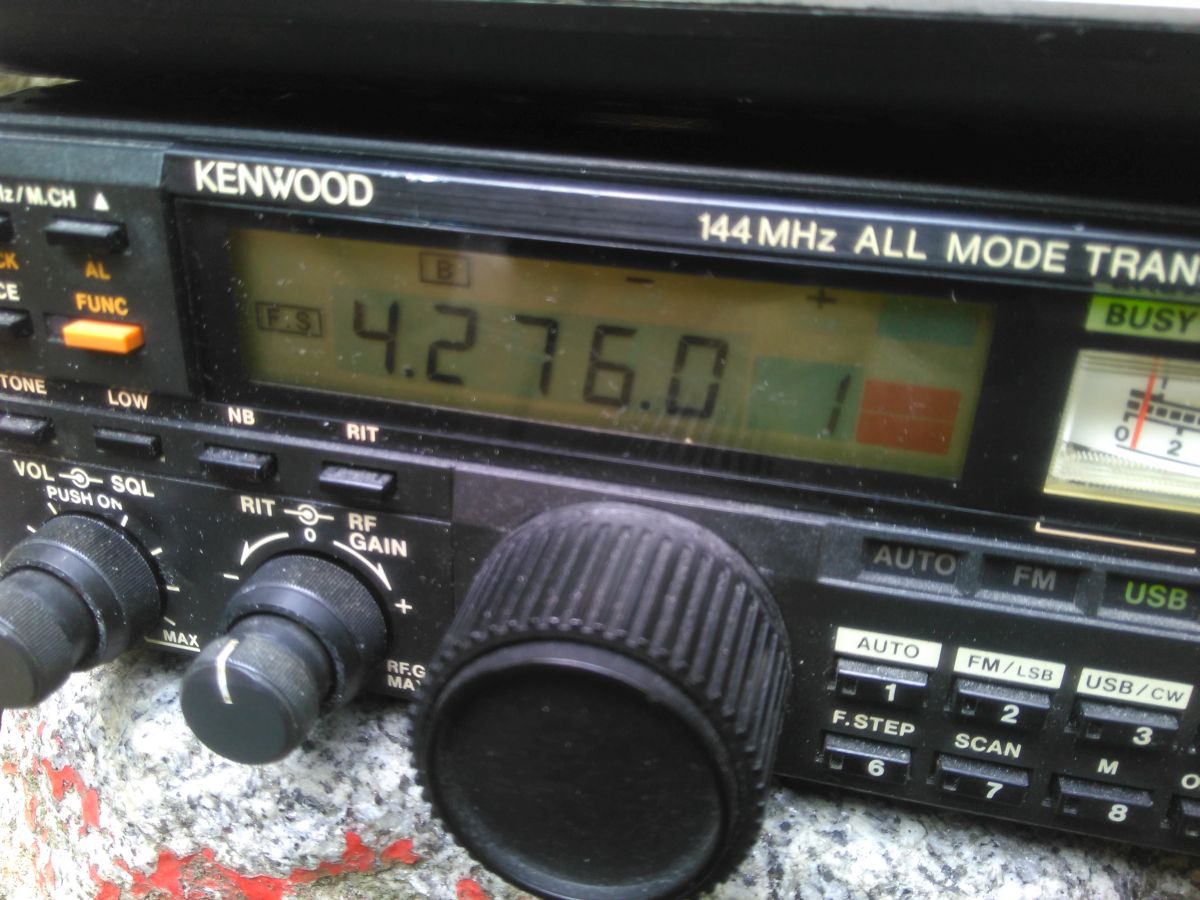 KENWOOD
144MHz ALL MODE TRAN
Hz/M.CH ▲
B - +
F.S 4.276.0 1
BUSY
AL
FUNC
TONE LOW NB RIT
0 2
VOL SQL
PUSH ON
MAX
RIT RF
GAIN
0
- +
RF.G
AUTO FM USB
AUTO FM/LSB USB/CW
1 2 3
F.STEP SCAN M
6 7 8